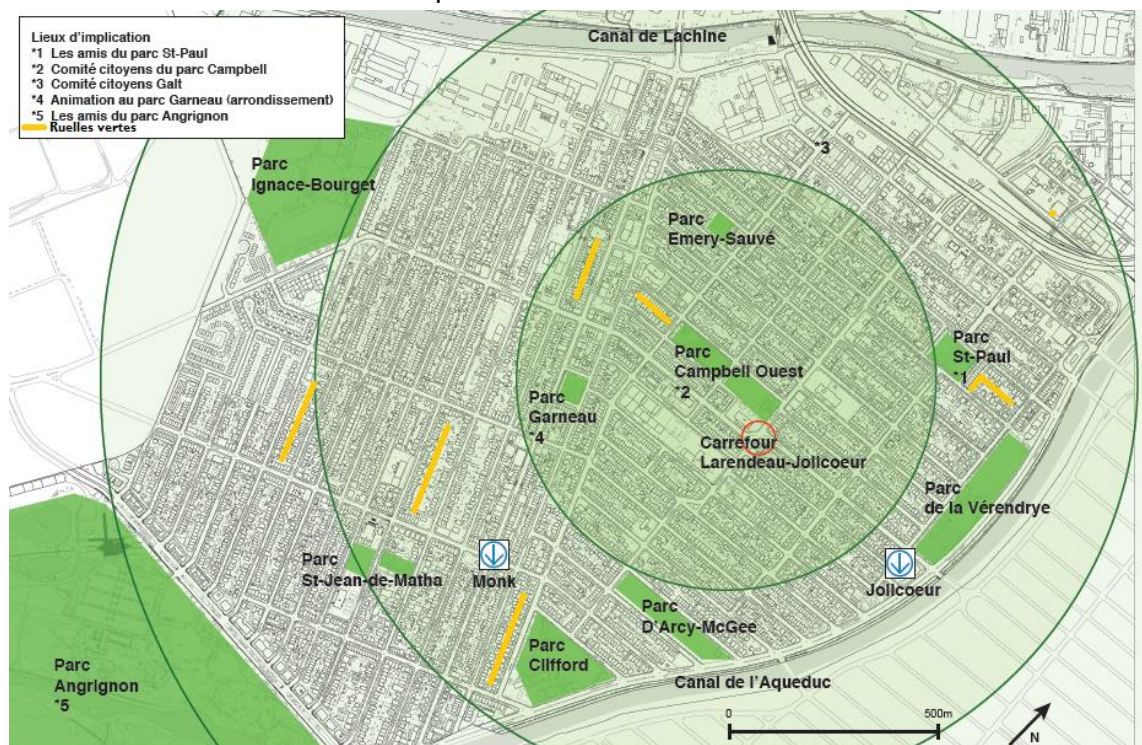 Lieux d'implication
*1 Les amis du parc St-Paul
*2 Comité citoyens du parc Campbell
*3 Comité citoyens Galt
*4 Animation au parc Garneau (arrondissement)
*5 Les amis du parc Angrignon
Ruelles vertes
Canal de Lachine
*3
Parc
Ignace-Bourget
Parc
Emery-Sauvé
Parc
St-Paul
*1
Parc
Campbell Ouest
*2
Parc
Garneau
*4
Carrefour
Larendeau-Jolicoeur
Parc
de la Vérendrye
Parc
St-Jean-de-Matha
Monk
Jolicoeur
Parc
D'Arcy-McGee
Parc
Clifford
Parc
Angrignon
*5
Canal de l'Aqueduc
0 500m
N